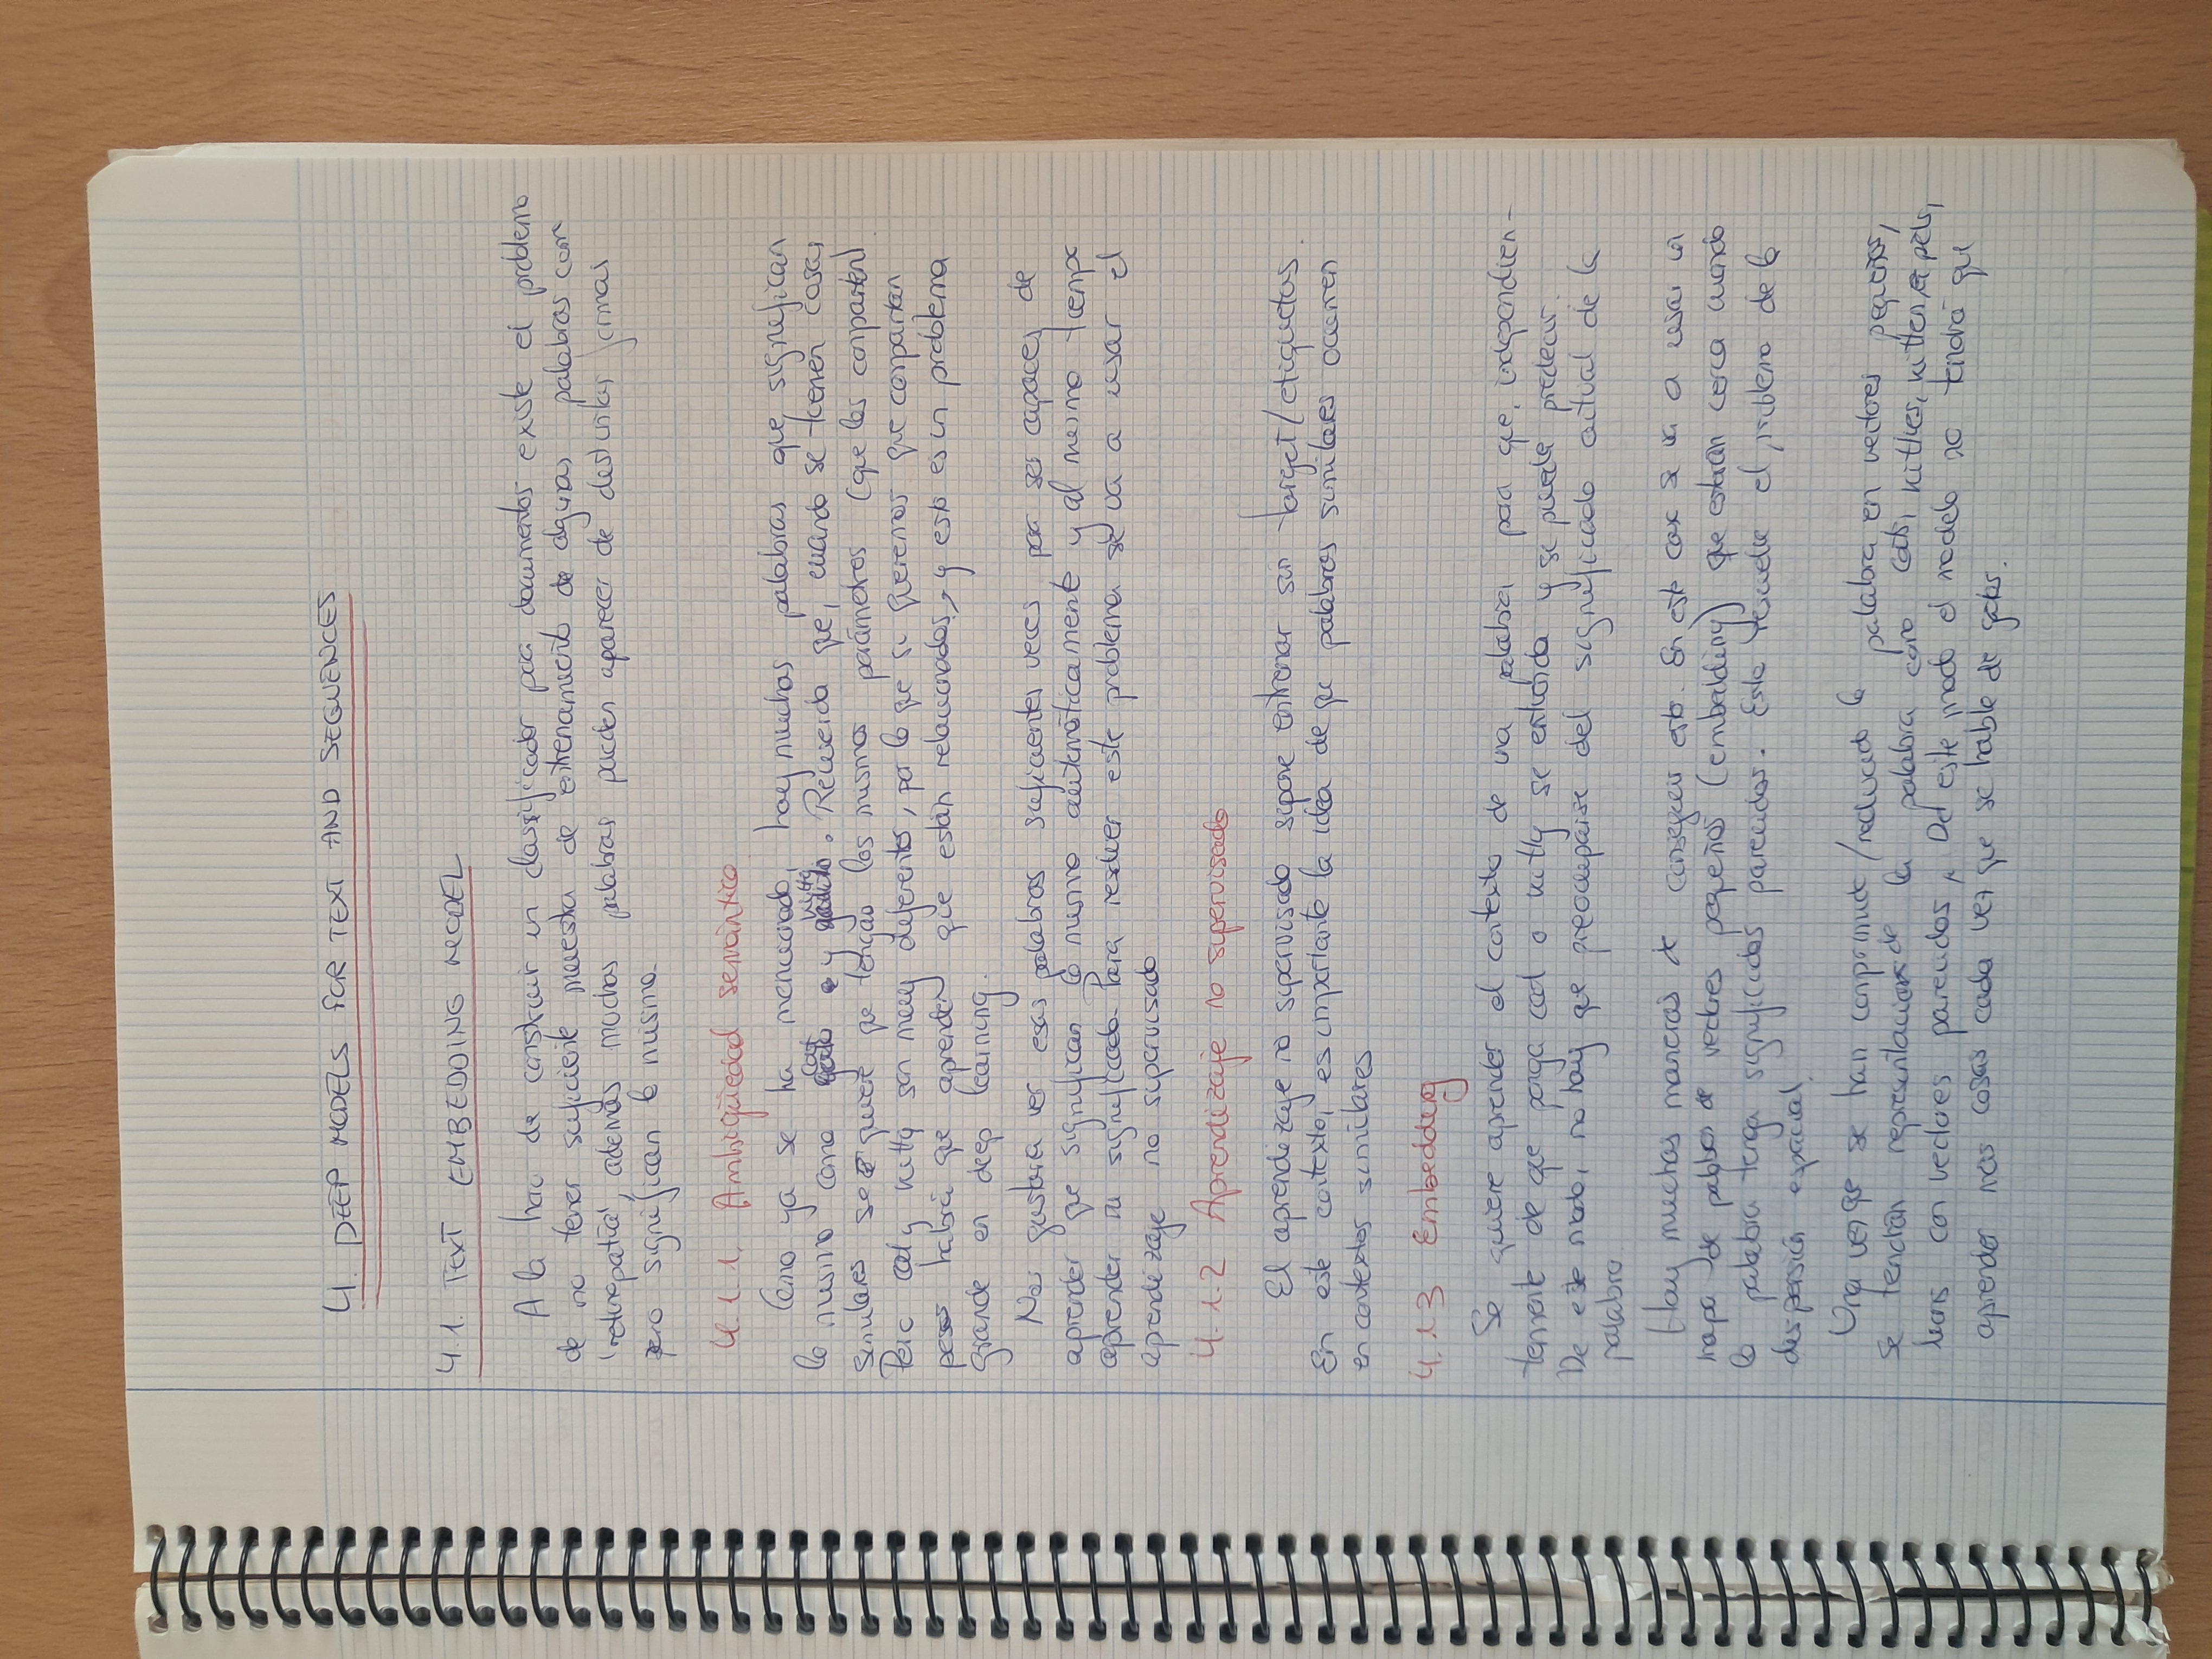 4. DEEP MODELS FOR TEXT AND SEQUENCES
4.1. TEXT EMBEDDING MODEL
A la hora de construir un classificador para documentos existe el problema
de no tener suficiente muestra de entrenamiento de algunas palabras como
'retinopatía', además muchas palabras pueden aparecer de distintas formas
pero significan lo mismo.
4.1.1. Ambigüedad semántica
Como ya se ha mencionado, hay muchas palabras que significan
lo mismo como cat y kitty. Recuerda que, cuando se tienen cosas
similares se quiere que tengan los mismos parámetros (que los comparten)
Pero cat y kitty son muy diferentes, por lo que si queremos que compartan
pesos habrá que aprender que están relacionados, y esto es un problema
grande en deep learning.
Nos gustaría ver esas palabras suficientes veces para ser capaces de
aprender que significan lo mismo automáticamente y al mismo tiempo
aprender su significado. Para resolver este problema se va a usar el
aprendizaje no supervisado
4.1.2 Aprendizaje no supervisado
El aprendizaje no supervisado supone entrenar sin target/etiquetas.
En este contexto, es importante la idea de que palabras similares ocurren
en contextos similares
4.1.3 Embedding
Se quiere aprender el contexto de una palabra para que, independien-
temente de que ponga cat o kitty se entienda y se pueda predecir.
De este modo, no hay que preocuparse del significado actual de la
palabra.
Hay muchas maneras de conseguir esto. En este caso se va a usar un
mapa de palabras de vectores pequeños (embedding) que estarán cerca cuando
la palabra tenga significados parecidos. Esto resuelve el problema de la
dispersión espacial.
Una vez que se han comprimido/reducido la palabra en vectores pequeños,
se tendrán representaciones de la palabra como cats, kitties, kitten, pets,
lions con vectores parecidos. De este modo el modelo no tendrá que
aprender más cosas cada vez que se hable de gatos.